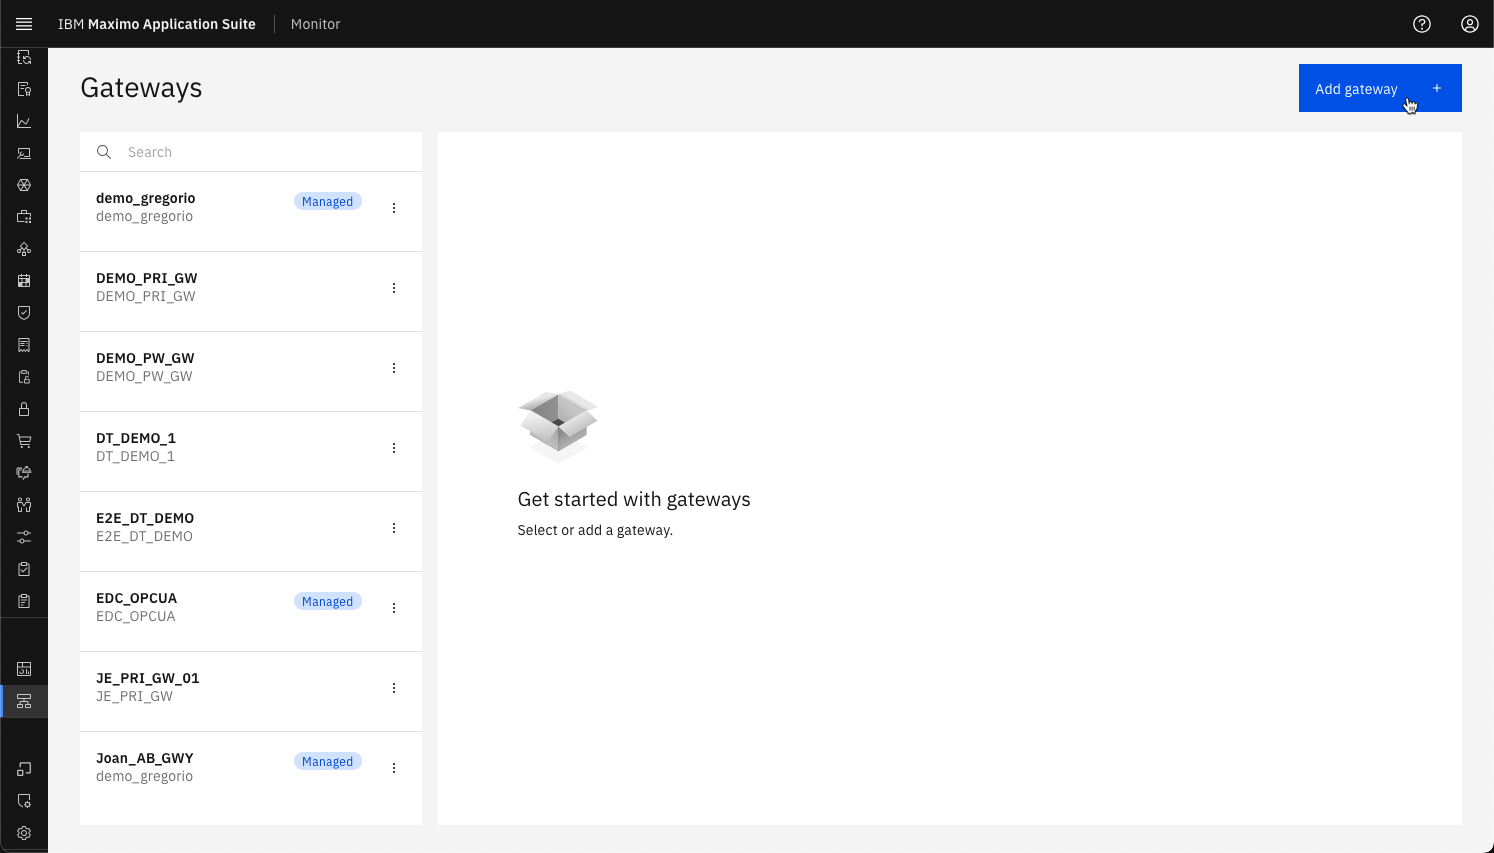 IBM Maximo Application Suite | Monitor
Gateways
Add gateway +
Search
demo_gregorio Managed
demo_gregorio
DEMO_PRI_GW
DEMO_PRI_GW
DEMO_PW_GW
DEMO_PW_GW
DT_DEMO_1
DT_DEMO_1
E2E_DT_DEMO
E2E_DT_DEMO
EDC_OPCUA Managed
EDC_OPCUA
JE_PRI_GW_01
JE_PRI_GW
Joan_AB_GWY Managed
demo_gregorio
Get started with gateways
Select or add a gateway.